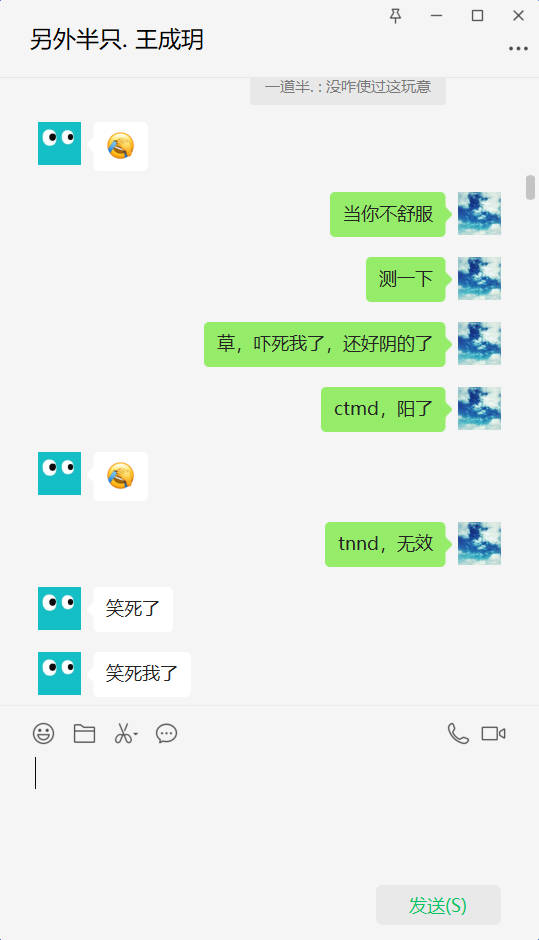 另外半只. 王成玥
一道半. : 没咋使过这玩意
当你不舒服
测一下
草，吓死我了，还好阴的了
ctmd，阳了
tnnd，无效
笑死了
笑死我了
发送(S)